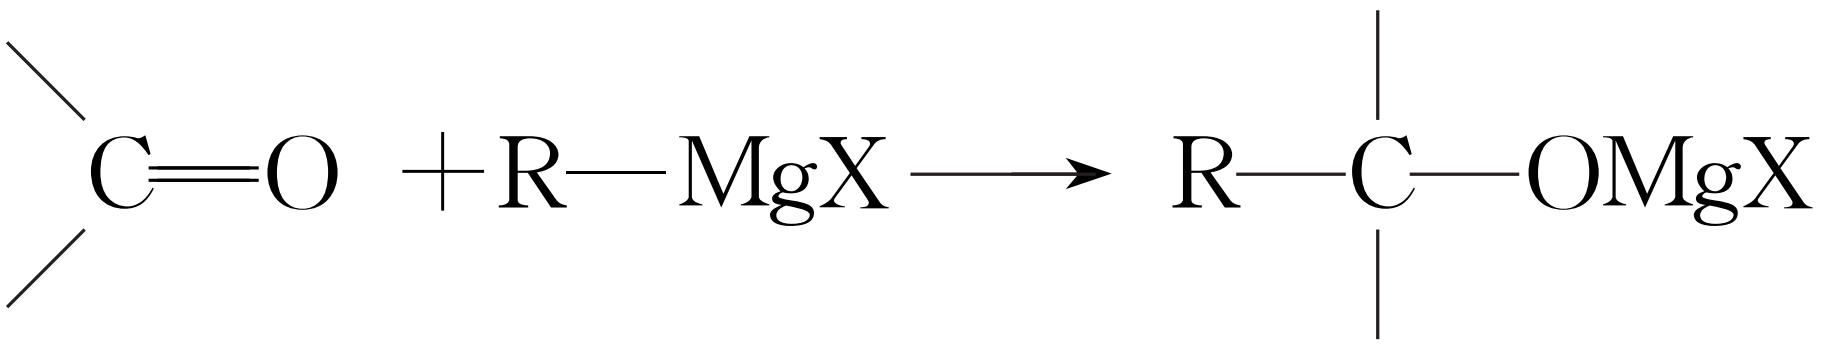 C=O + R—MgX → R—C—OMgX